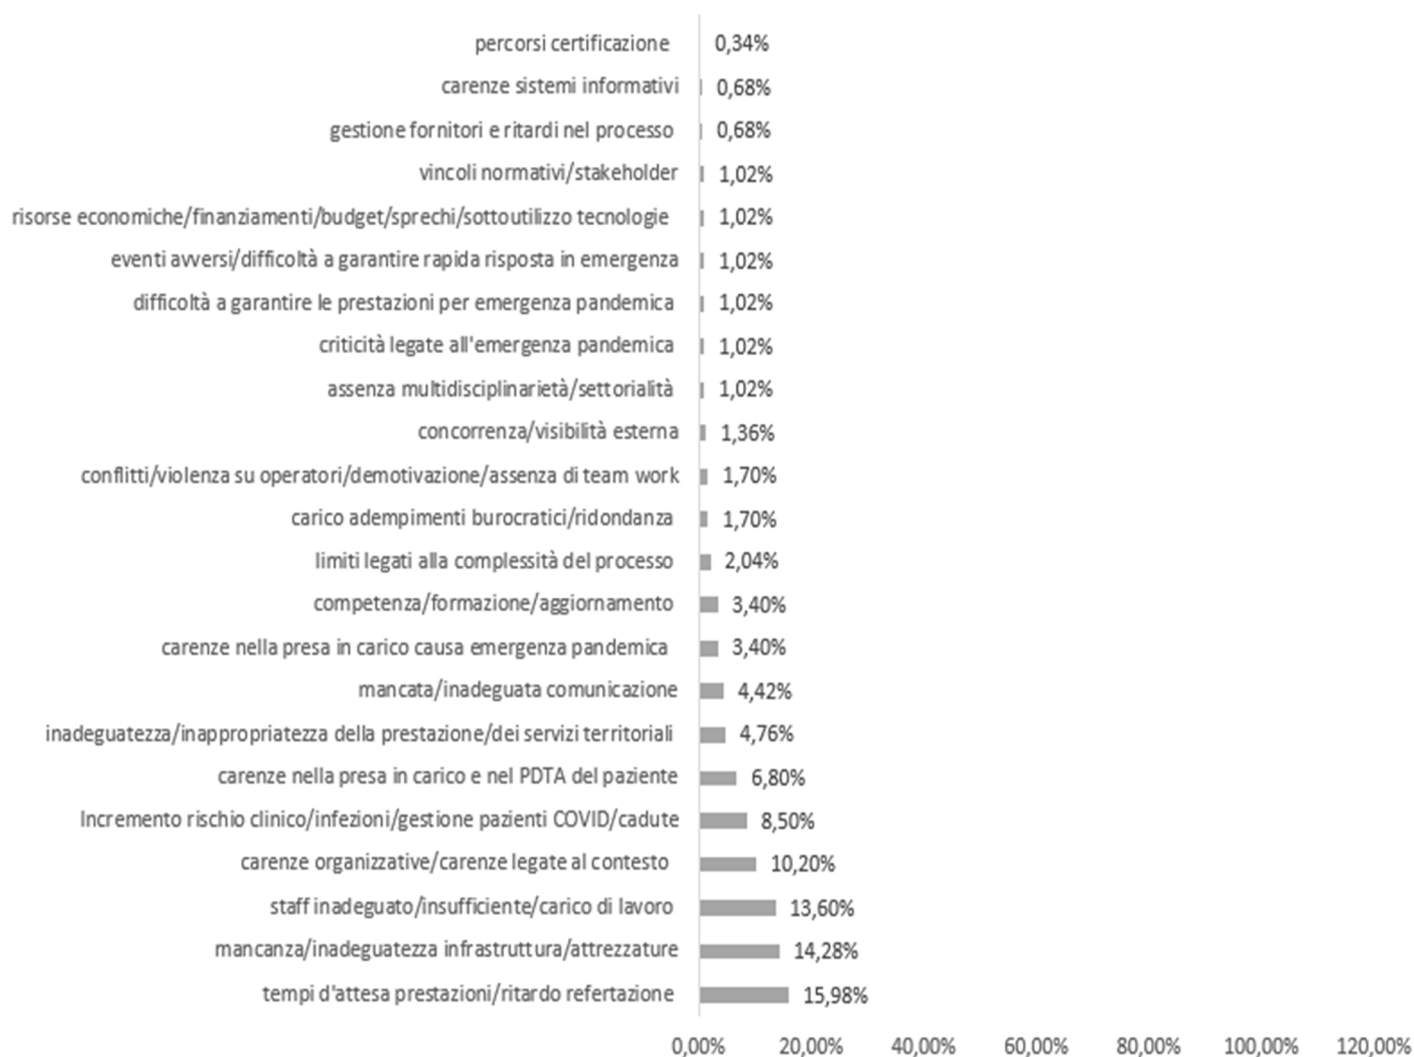 percorsi certificazione 0,34%
carenze sistemi informativi 0,68%
gestione fornitori e ritardi nel processo 0,68%
vincoli normativi/stakeholder 1,02%
risorse economiche/finanziamenti/budget/sprechi/sottoutilizzo tecnologie 1,02%
eventi avversi/difficoltà a garantire rapida risposta in emergenza 1,02%
difficoltà a garantire le prestazioni per emergenza pandemica 1,02%
criticità legate all'emergenza pandemica 1,02%
assenza multidisciplinarietà/settorialità 1,02%
concorrenza/visibilità esterna 1,36%
conflitti/violenza su operatori/demotivazione/assenza di team work 1,70%
carico adempimenti burocratici/ridondanza 1,70%
limiti legati alla complessità del processo 2,04%
competenza/formazione/aggiornamento 3,40%
carenze nella presa in carico causa emergenza pandemica 3,40%
mancata/inadeguata comunicazione 4,42%
inadeguatezza/inappropriatezza della prestazione/dei servizi territoriali 4,76%
carenze nella presa in carico e nel PDTA del paziente 6,80%
Incremento rischio clinico/infezioni/gestione pazienti COVID/cadute 8,50%
carenze organizzative/carenze legate al contesto 10,20%
staff inadeguato/insufficiente/carico di lavoro 13,60%
mancanza/inadeguatezza infrastruttura/attrezzature 14,28%
tempi d'attesa prestazioni/ritardo refertazione 15,98%
0,00% 20,00% 40,00% 60,00% 80,00% 100,00% 120,00%